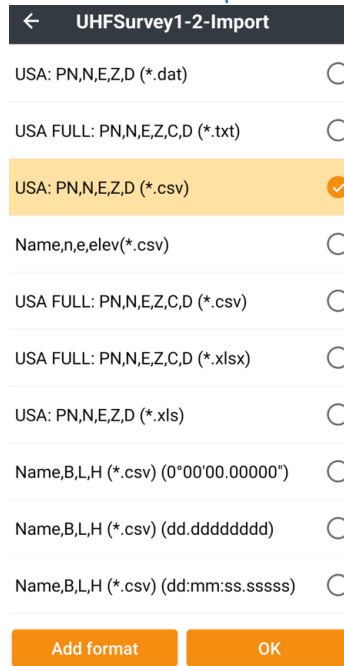 UHFSurvey1-2-Import
USA: PN,N,E,Z,D (*.dat)
USA FULL: PN,N,E,Z,C,D (*.txt)
USA: PN,N,E,Z,D (*.csv)
Name,n,e,elev(*.csv)
USA FULL: PN,N,E,Z,C,D (*.csv)
USA FULL: PN,N,E,Z,C,D (*.xlsx)
USA: PN,N,E,Z,D (*.xls)
Name,B,L,H (*.csv) (0°00'00.00000")
Name,B,L,H (*.csv) (dd.dddddddd)
Name,B,L,H (*.csv) (dd:mm:ss.sssss)
Add format
OK